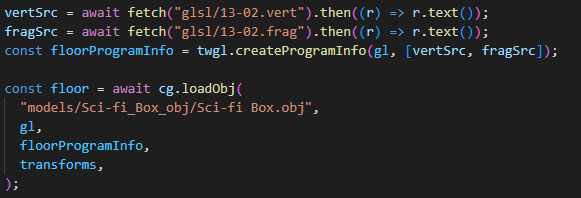 vertSrc = await fetch("glsl/13-02.vert").then((r) => r.text());
fragSrc = await fetch("glsl/13-02.frag").then((r) => r.text());
const floorProgramInfo = twgl.createProgramInfo(gl, [vertSrc, fragSrc]);

const floor = await cg.loadObj(
  "models/Sci-fi_Box_obj/Sci-fi Box.obj",
  gl,
  floorProgramInfo,
  transforms,
);